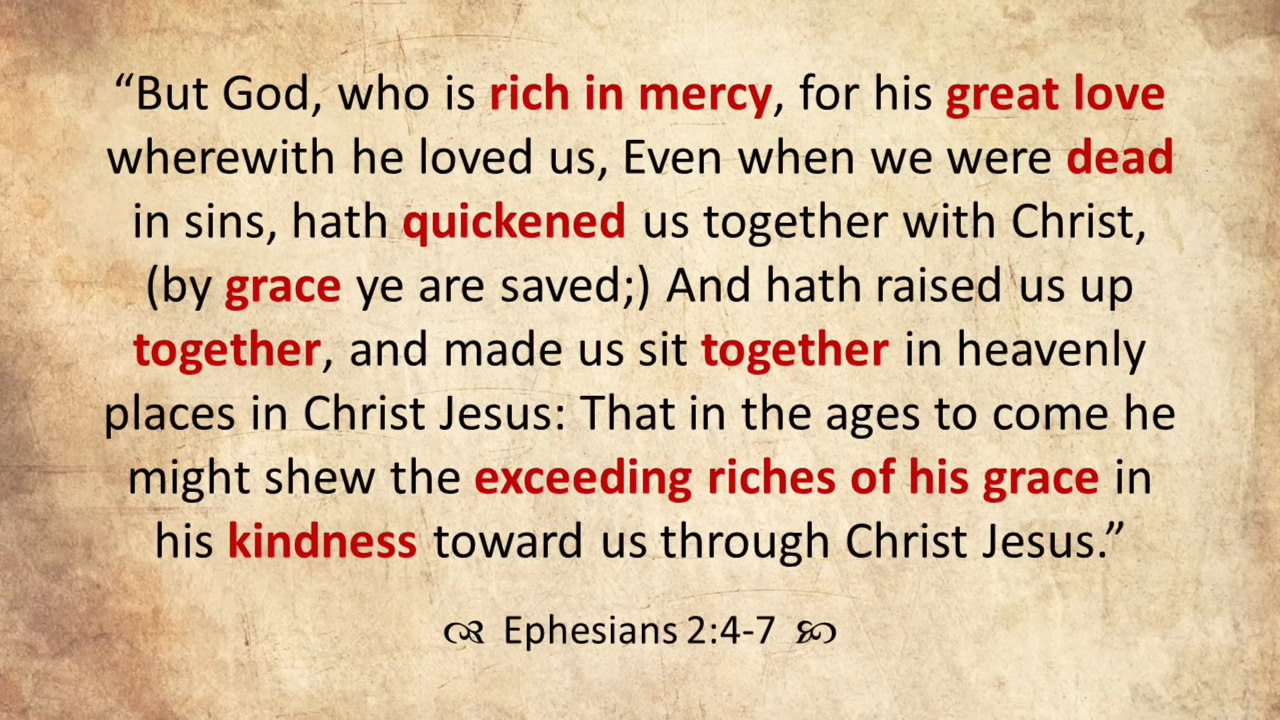 “But God, who is rich in mercy, for his great love
wherewith he loved us, Even when we were dead
in sins, hath quickened us together with Christ,
(by grace ye are saved;) And hath raised us up
together, and made us sit together in heavenly
places in Christ Jesus: That in the ages to come he
might shew the exceeding riches of his grace in
his kindness toward us through Christ Jesus.”
Ephesians 2:4-7